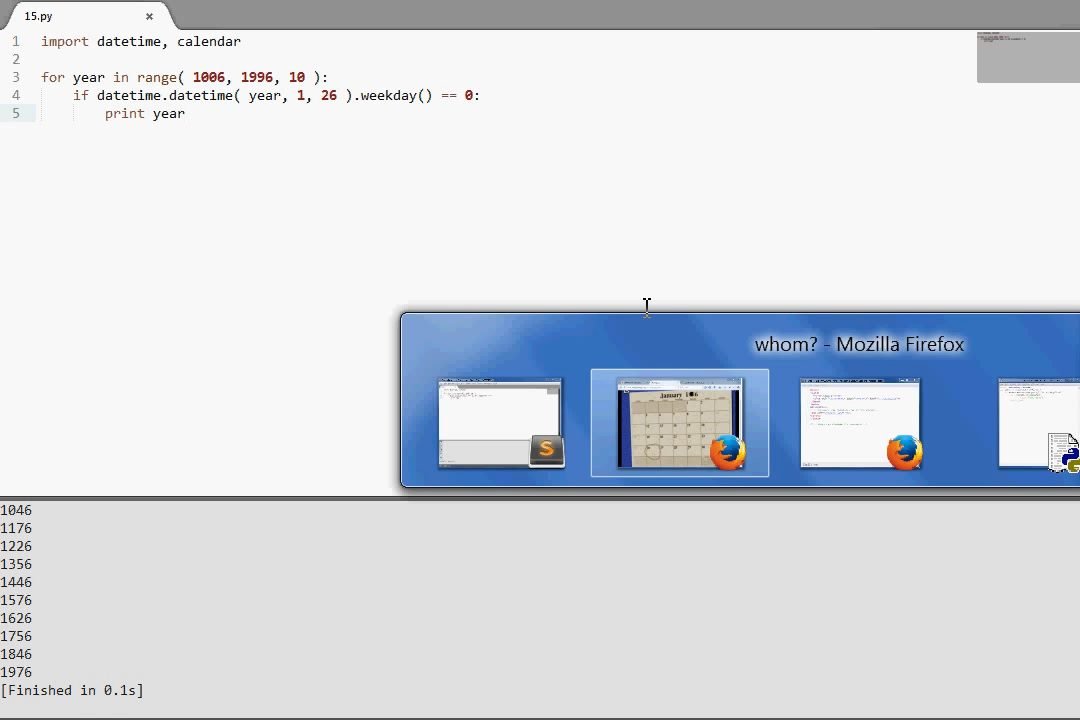 15.py
1 import datetime, calendar
2
3 for year in range( 1006, 1996, 10 ):
4 if datetime.datetime( year, 1, 26 ).weekday() == 0:
5 print year
whom? - Mozilla Firefox
January
1046
1176
1226
1356
1446
1576
1626
1756
1846
1976
[Finished in 0.1s]